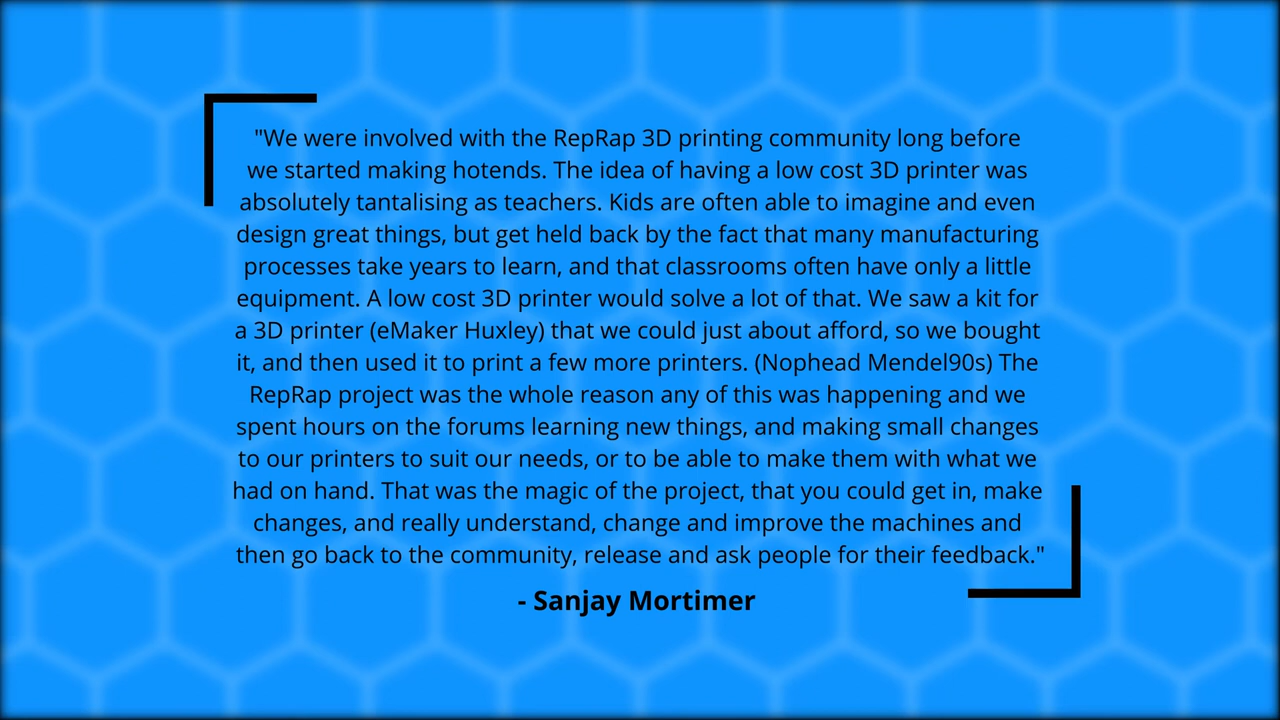 "We were involved with the RepRap 3D printing community long before
we started making hotends. The idea of having a low cost 3D printer was
absolutely tantalising as teachers. Kids are often able to imagine and even
design great things, but get held back by the fact that many manufacturing
processes take years to learn, and that classrooms often have only a little
equipment. A low cost 3D printer would solve a lot of that. We saw a kit for
a 3D printer (eMaker Huxley) that we could just about afford, so we bought
it, and then used it to print a few more printers. (Nophead Mendel90s) The
RepRap project was the whole reason any of this was happening and we
spent hours on the forums learning new things, and making small changes
to our printers to suit our needs, or to be able to make them with what we
had on hand. That was the magic of the project, that you could get in, make
changes, and really understand, change and improve the machines and
then go back to the community, release and ask people for their feedback."
- Sanjay Mortimer